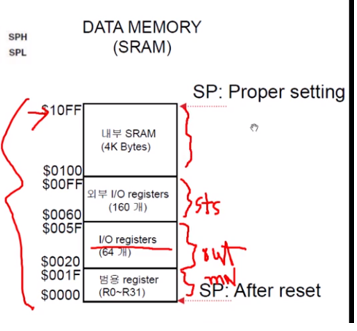 DATA MEMORY
(SRAM)
SPH
SPL
SP: Proper setting
$10FF
내부 SRAM
(4K Bytes)
$0100
$00FF
외부 I/O registers
(160 개)
sts
$0060
$005F
I/O registers
(64 개)
out
$0020
$001F
범용 register
(R0~R31)
$0000
SP: After reset